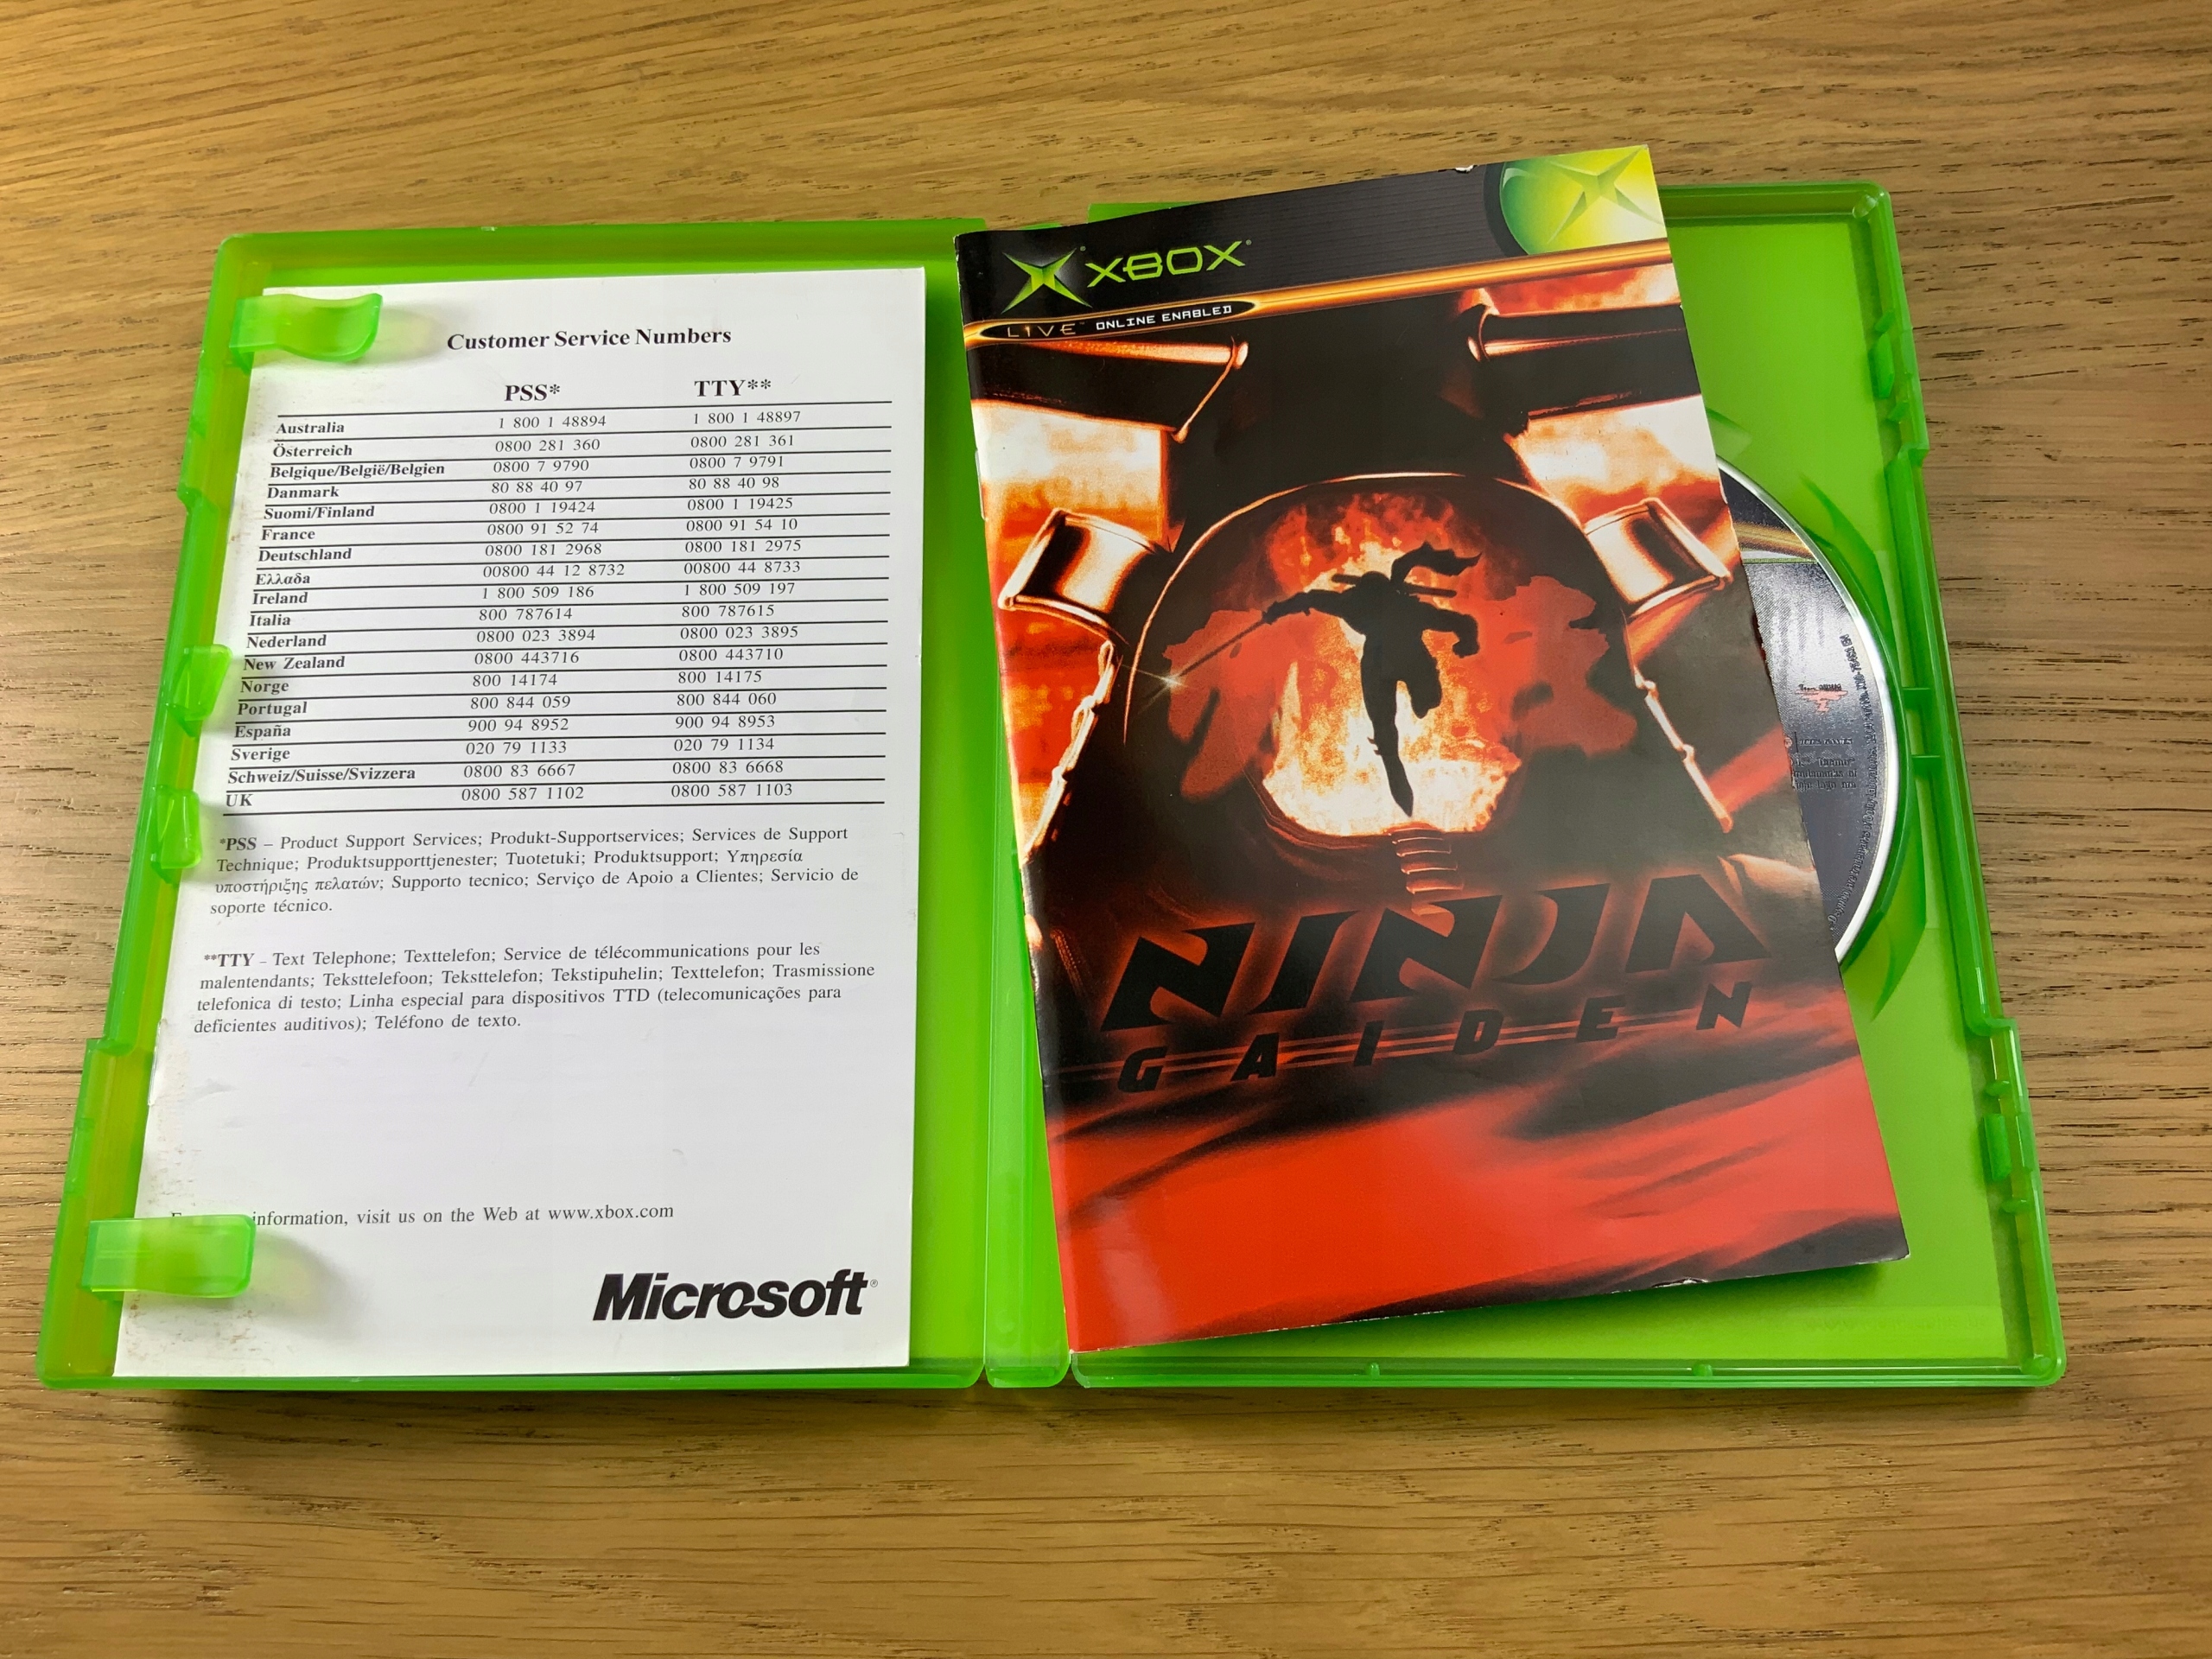 Customer Service Numbers
PSS* TTY**
Australia 1 800 1 48894 1 800 1 48897
Österreich 0800 281 360 0800 281 361
Belgique/België/Belgien 0800 7 9790 0800 7 9791
Danmark 80 88 40 97 80 88 40 98
Suomi/Finland 0800 1 19424 0800 1 19425
France 0800 91 52 74 0800 91 54 10
Deutschland 0800 181 2968 0800 181 2975
Ελλαδα 00800 44 12 8732 00800 44 8733
Ireland 1 800 509 186 1 800 509 197
Italia 800 787614 800 787615
Nederland 0800 023 3894 0800 023 3895
New Zealand 0800 443716 0800 443710
Norge 800 14174 800 14175
Portugal 800 844 059 800 844 060
España 900 94 8952 900 94 8953
Sverige 020 79 1133 020 79 1134
Schweiz/Suisse/Svizzera 0800 83 6667 0800 83 6668
UK 0800 587 1102 0800 587 1103
*PSS – Product Support Services; Produkt-Supportservices; Services de Support
Technique; Produktsupporttjenester; Tuotetuki; Produktsupport; Υπηρεσία
υποστήριξης πελατών; Supporto tecnico; Serviço de Apoio a Clientes; Servicio de
soporte técnico.
**TTY – Text Telephone; Texttelefon; Service de télécommunications pour les
malentendants; Teksttelefoon; Teksttelefon; Tekstipuhelin; Texttelefon; Trasmissione
telefonica di testo; Linha especial para dispositivos TTD (telecomunicações para
deficientes auditivos); Teléfono de texto.
information, visit us on the Web at www.xbox.com
Microsoft®
XBOX
LIVE™ ONLINE ENABLED
NINJA
GAIDEN